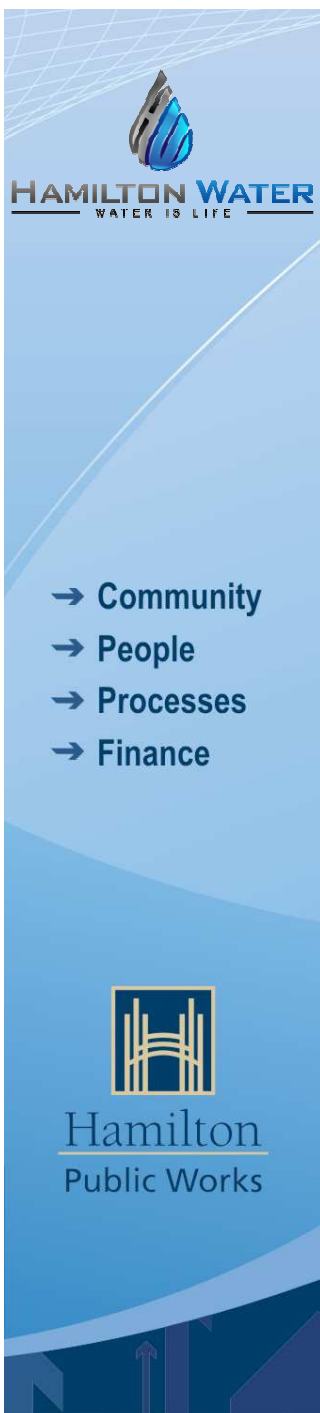 HAMILTON WATER
WATER IS LIFE
→ Community
→ People
→ Processes
→ Finance
Hamilton
Public Works